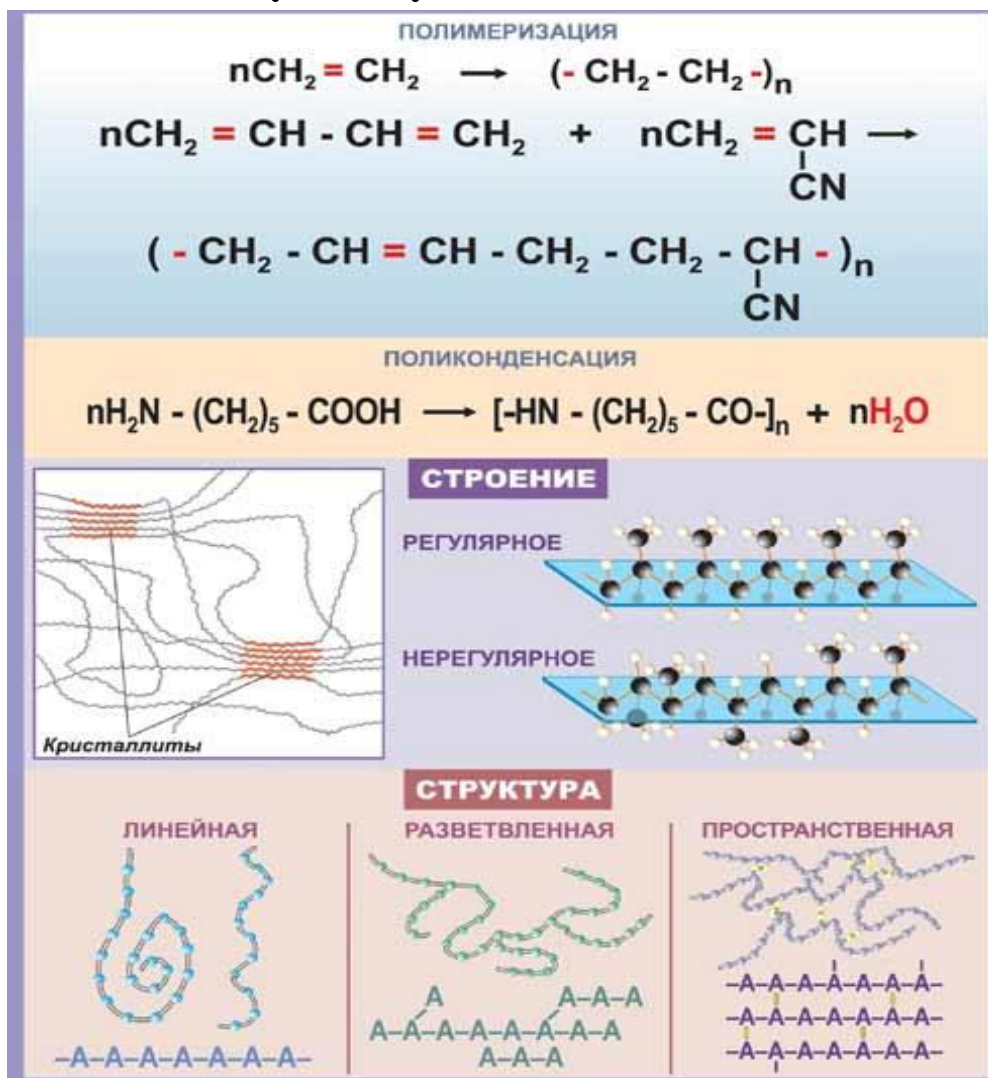 ПОЛИМЕРИЗАЦИЯ
nCH₂ = CH₂ → (- CH₂ - CH₂ -)ₙ
nCH₂ = CH - CH = CH₂ + nCH₂ = CH →
CN
( - CH₂ - CH = CH - CH₂ - CH₂ - CH - )ₙ
CN
ПОЛИКОНДЕНСАЦИЯ
nH₂N - (CH₂)₅ - COOH → [-HN - (CH₂)₅ - CO-]ₙ + nH₂O
СТРОЕНИЕ
РЕГУЛЯРНОЕ
НЕРЕГУЛЯРНОЕ
Кристаллиты
СТРУКТУРА
ЛИНЕЙНАЯ
РАЗВЕТВЛЕННАЯ
ПРОСТРАНСТВЕННАЯ
–A–A–A–A–A–A–A–
A A–A–A
A–A–A–A–A–A–A–A–A
A–A–A
–A–A–A–A–A–A–A–
–A–A–A–A–A–A–A–
–A–A–A–A–A–A–A–